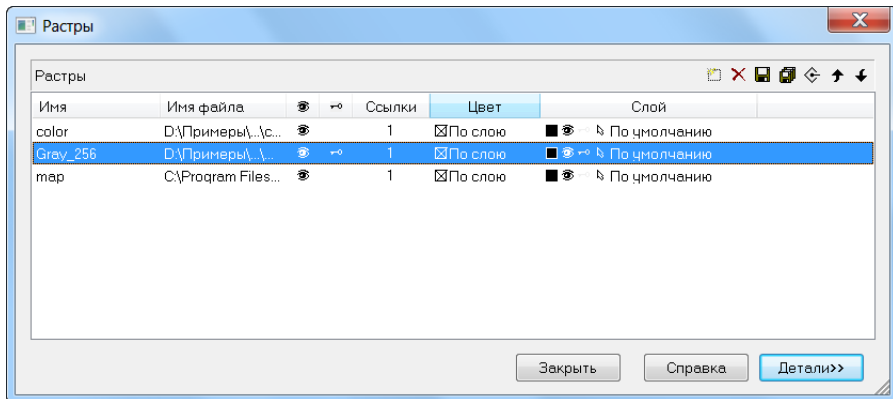 Растры
Растры
Имя Имя файла Ссылки Цвет Слой
color D:\Примеры\...\c... 1 По слою По умолчанию
Gray_256 D:\Примеры\...\... 1 По слою По умолчанию
map C:\Program Files... 1 По слою По умолчанию
Закрыть Справка Детали>>